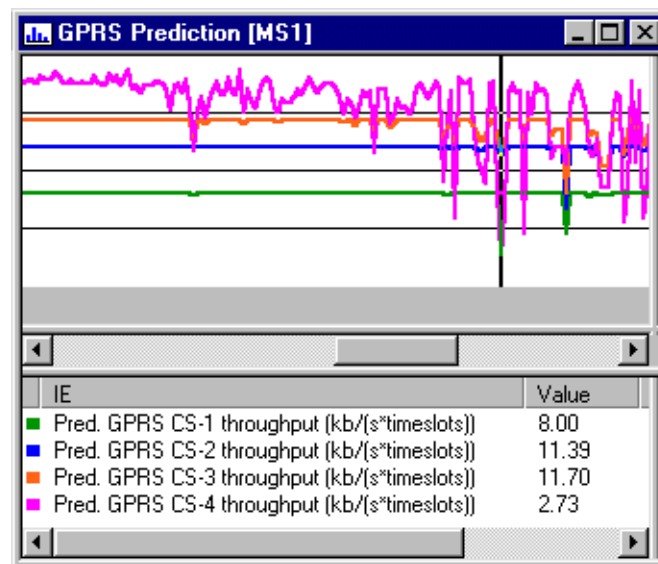 GPRS Prediction [MS1]
IE Value
Pred. GPRS CS-1 throughput (kb/(s*timeslots)) 8.00
Pred. GPRS CS-2 throughput (kb/(s*timeslots)) 11.39
Pred. GPRS CS-3 throughput (kb/(s*timeslots)) 11.70
Pred. GPRS CS-4 throughput (kb/(s*timeslots)) 2.73